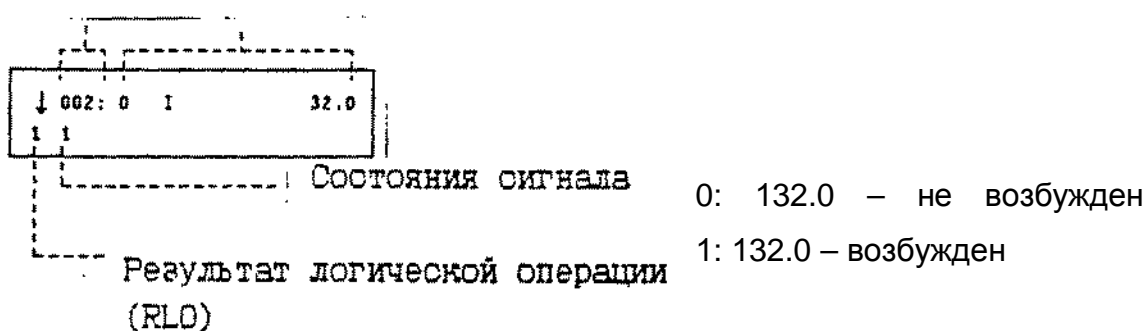 ↓ 002: 0 I 32.0
1 1
Состояния сигнала
Результат логической операции
(RLO)
0: 132.0 – не возбужден
1: 132.0 – возбужден